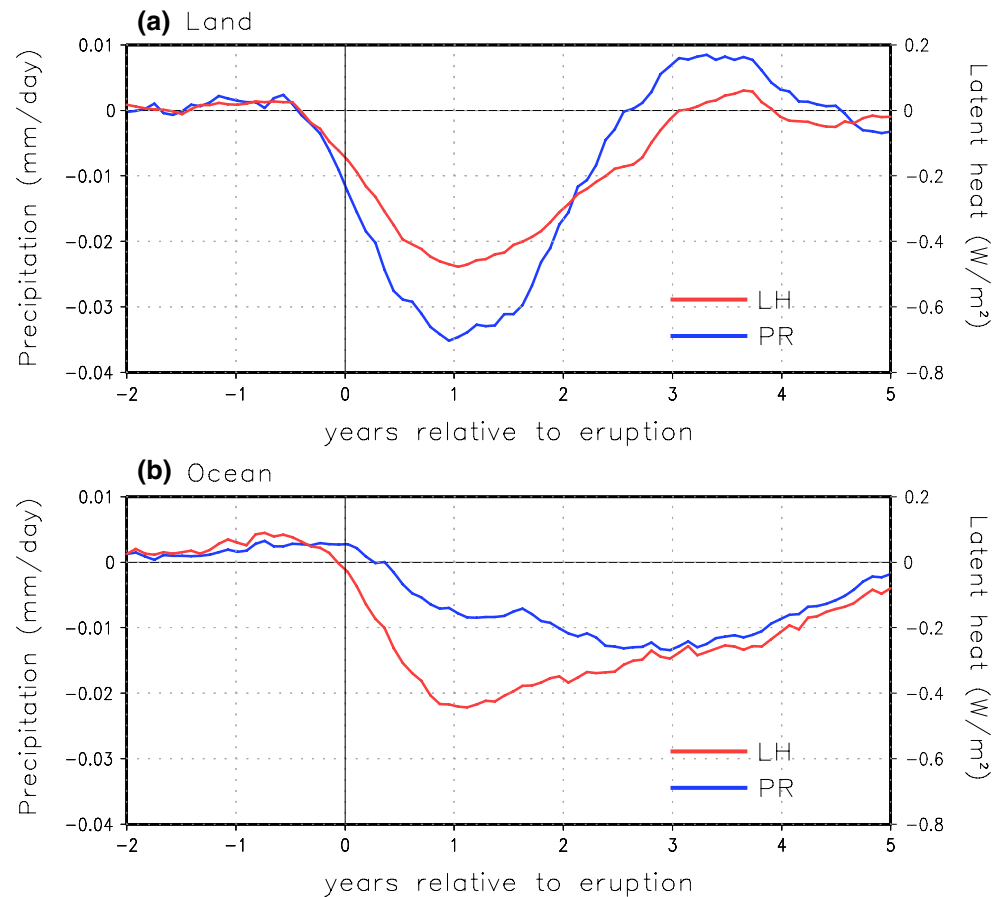 (a) Land
0.01
0
-0.01
-0.02
-0.03
-0.04
Precipitation (mm/day)
0.2
0
-0.2
-0.4
-0.6
-0.8
Latent heat (W/m²)
LH
PR
-2 -1 0 1 2 3 4 5
years relative to eruption
(b) Ocean
0.01
0
-0.01
-0.02
-0.03
-0.04
Precipitation (mm/day)
0.2
0
-0.2
-0.4
-0.6
-0.8
Latent heat (W/m²)
LH
PR
-2 -1 0 1 2 3 4 5
years relative to eruption